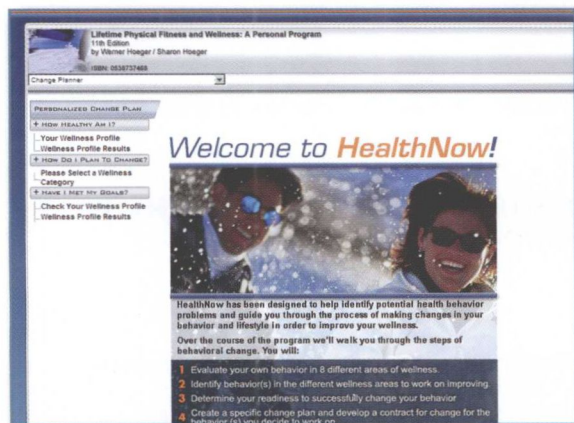 Lifetime Physical Fitness and Wellness: A Personal Program
11th Edition
by Werner Hoeger / Sharon Hoeger
ISBN: 0538737468
Change Planner
PERSONALIZED CHANGE PLAN
+ HOW HEALTHY AM I?
Your Wellness Profile
Wellness Profile Results
+ HOW DO I PLAN TO CHANGE?
Please Select a Wellness
Category
+ HAVE I MET MY GOALS?
Check Your Wellness Profile
Wellness Profile Results
Welcome to HealthNow!
HealthNow has been designed to help identify potential health behavior
problems and guide you through the process of making changes in your
behavior and lifestyle in order to improve your wellness.
Over the course of the program we'll walk you through the steps of
behavioral change. You will:
1 Evaluate your own behavior in 8 different areas of wellness.
2 Identify behavior(s) in the different wellness areas to work on improving.
3 Determine your readiness to successfully change your behavior
4 Create a specific change plan and develop a contract for change for the
behavior (s) you decide to work on